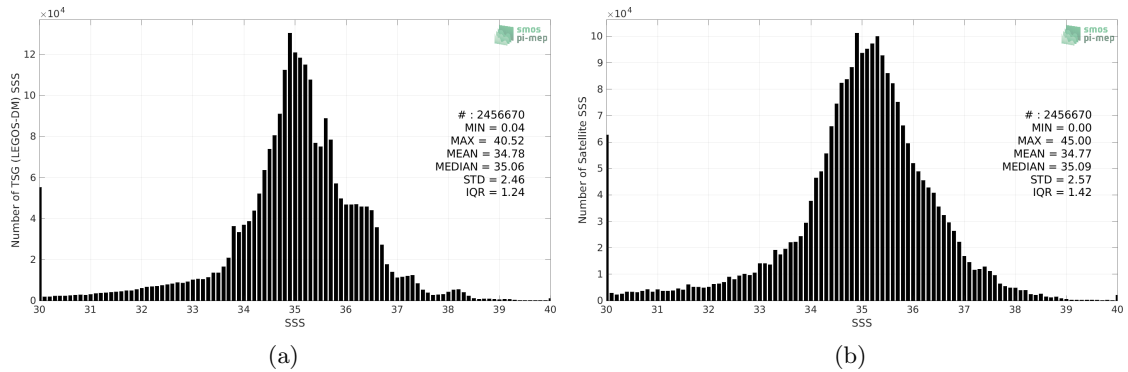 ×10⁴
smos
pi-mep
12
10
8
6
4
2
0
Number of TSG (LEGOS-DM) SSS
# : 2456670
MIN = 0.04
MAX = 40.52
MEAN = 34.78
MEDIAN = 35.06
STD = 2.46
IQR = 1.24
30 31 32 33 34 35 36 37 38 39 40
SSS
(a)
×10⁴
smos
pi-mep
10
9
8
7
6
5
4
3
2
1
0
Number of Satellite SSS
# : 2456670
MIN = 0.00
MAX = 45.00
MEAN = 34.77
MEDIAN = 35.09
STD = 2.57
IQR = 1.42
30 31 32 33 34 35 36 37 38 39 40
SSS
(b)